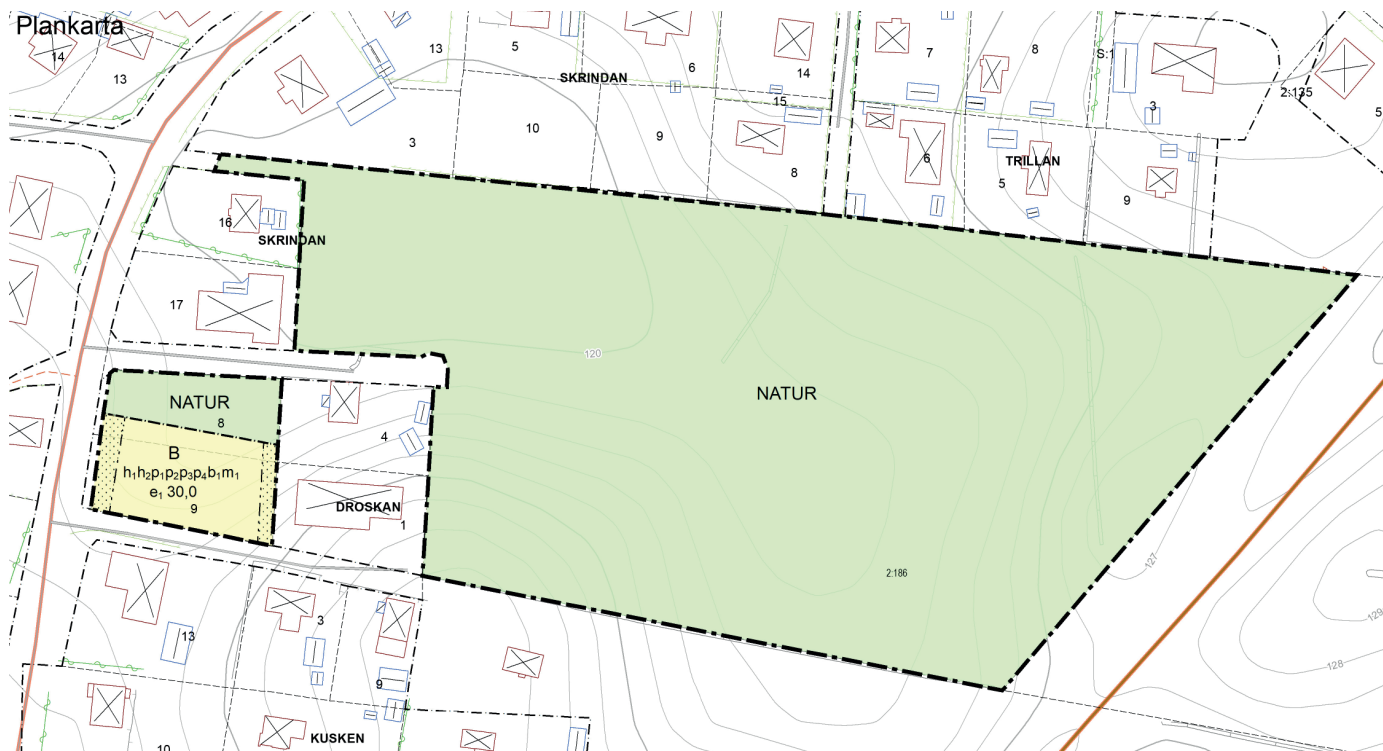 Plankarta
14
13
13
5
6
14
7
8
S:1
3
2:135
5
SKRINDAN
15
3
10
9
8
6
5
TRILLAN
9
16
SKRINDAN
17
120
NATUR
NATUR
8
B
h₁h₂p₁p₂p₃p₄b₁m₁
e₁ 30,0
9
4
DROSKAN
1
2:186
127
129
128
13
3
9
KUSKEN
10